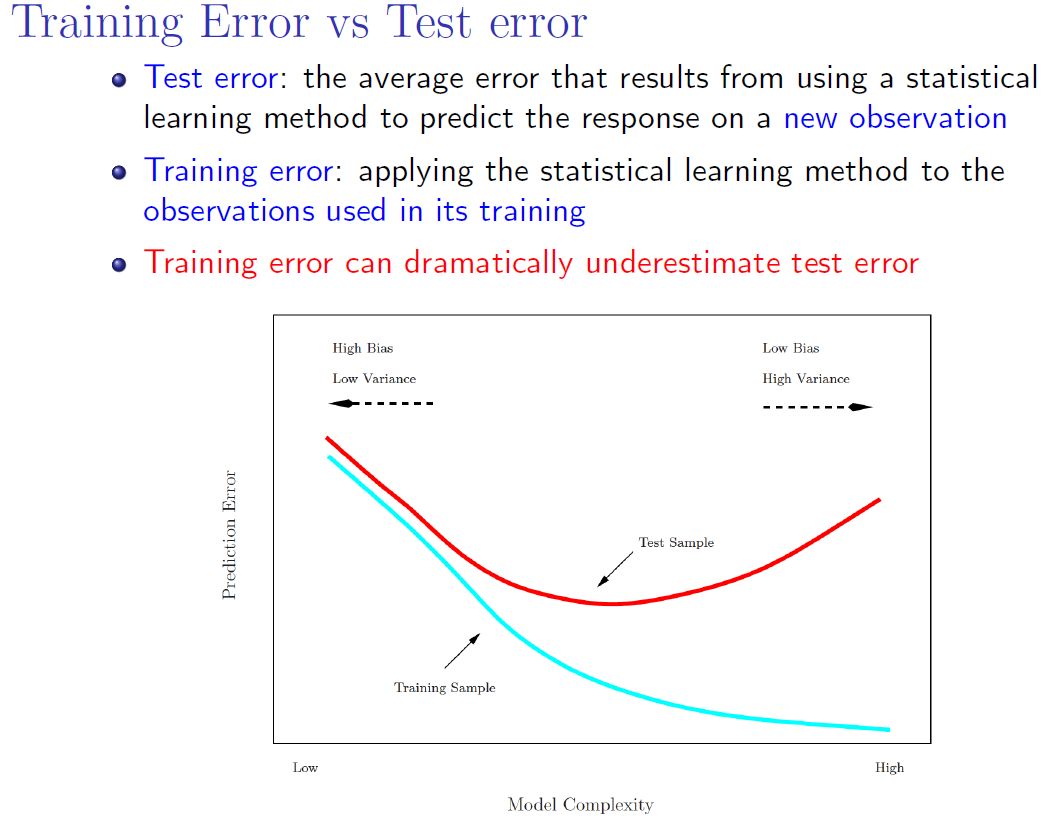 Training Error vs Test error
Test error: the average error that results from using a statistical
learning method to predict the response on a new observation
Training error: applying the statistical learning method to the
observations used in its training
Training error can dramatically underestimate test error
High Bias
Low Variance
Low Bias
High Variance
Prediction Error
Test Sample
Training Sample
Low
High
Model Complexity